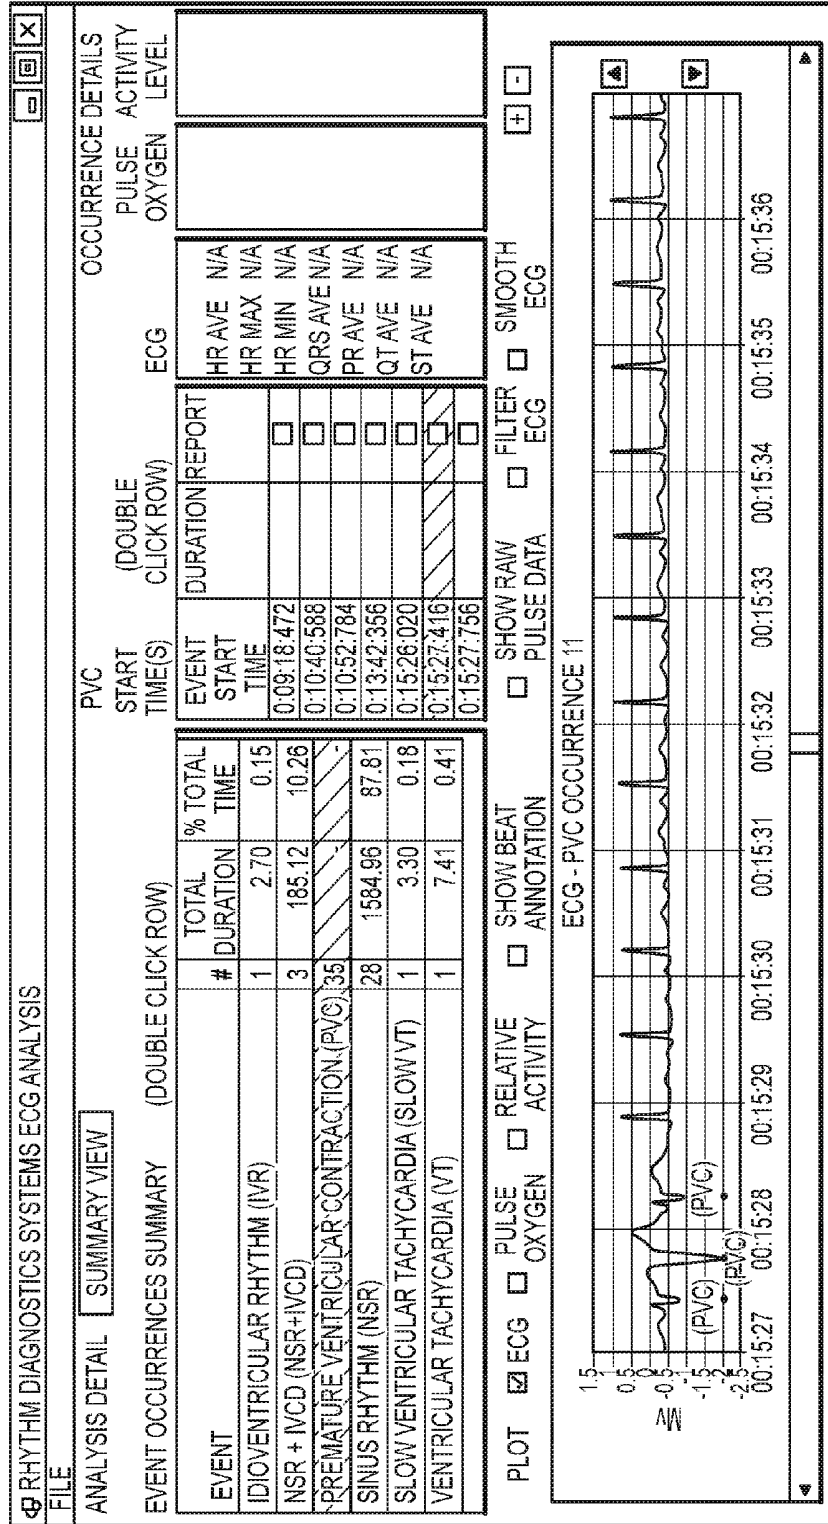 RHYTHM DIAGNOSTICS SYSTEMS ECG ANALYSIS
FILE
ANALYSIS DETAIL SUMMARY VIEW
EVENT OCCURRENCES SUMMARY (DOUBLE CLICK ROW)
EVENT # TOTAL DURATION % TOTAL TIME
IDIOVENTRICULAR RHYTHM (IVR) 1 2.70 0.15
NSR + IVCD (NSR+IVCD) 3 185.12 10.26
PREMATURE VENTRICULAR CONTRACTION (PVC) 35 - -
SINUS RHYTHM (NSR) 28 1584.96 87.81
SLOW VENTRICULAR TACHYCARDIA (SLOW VT) 1 3.30 0.18
VENTRICULAR TACHYCARDIA (VT) 1 7.41 0.41
PVC
START TIME(S) (DOUBLE CLICK ROW)
EVENT START TIME DURATION REPORT
0:09:18:472
0:10:40:588
0:10:52:784
0:13:42:356
0:15:26:020
0:15:27:416
0:15:27:756
OCCURRENCE DETAILS
ECG PULSE OXYGEN ACTIVITY LEVEL
HR AVE N/A
HR MAX N/A
HR MIN N/A
QRS AVE N/A
PR AVE N/A
QT AVE N/A
ST AVE N/A
PLOT ECG PULSE OXYGEN RELATIVE ACTIVITY SHOW BEAT ANNOTATION SHOW RAW PULSE DATA FILTER ECG SMOOTH ECG + -
ECG - PVC OCCURRENCE 11
Mv
1.5
1
0.5
0
-0.5
-1
-1.5
-2
-2.5
(PVC) (PVC) (PVC)
00:15:27 00:15:28 00:15:29 00:15:30 00:15:31 00:15:32 00:15:33 00:15:34 00:15:35 00:15:36